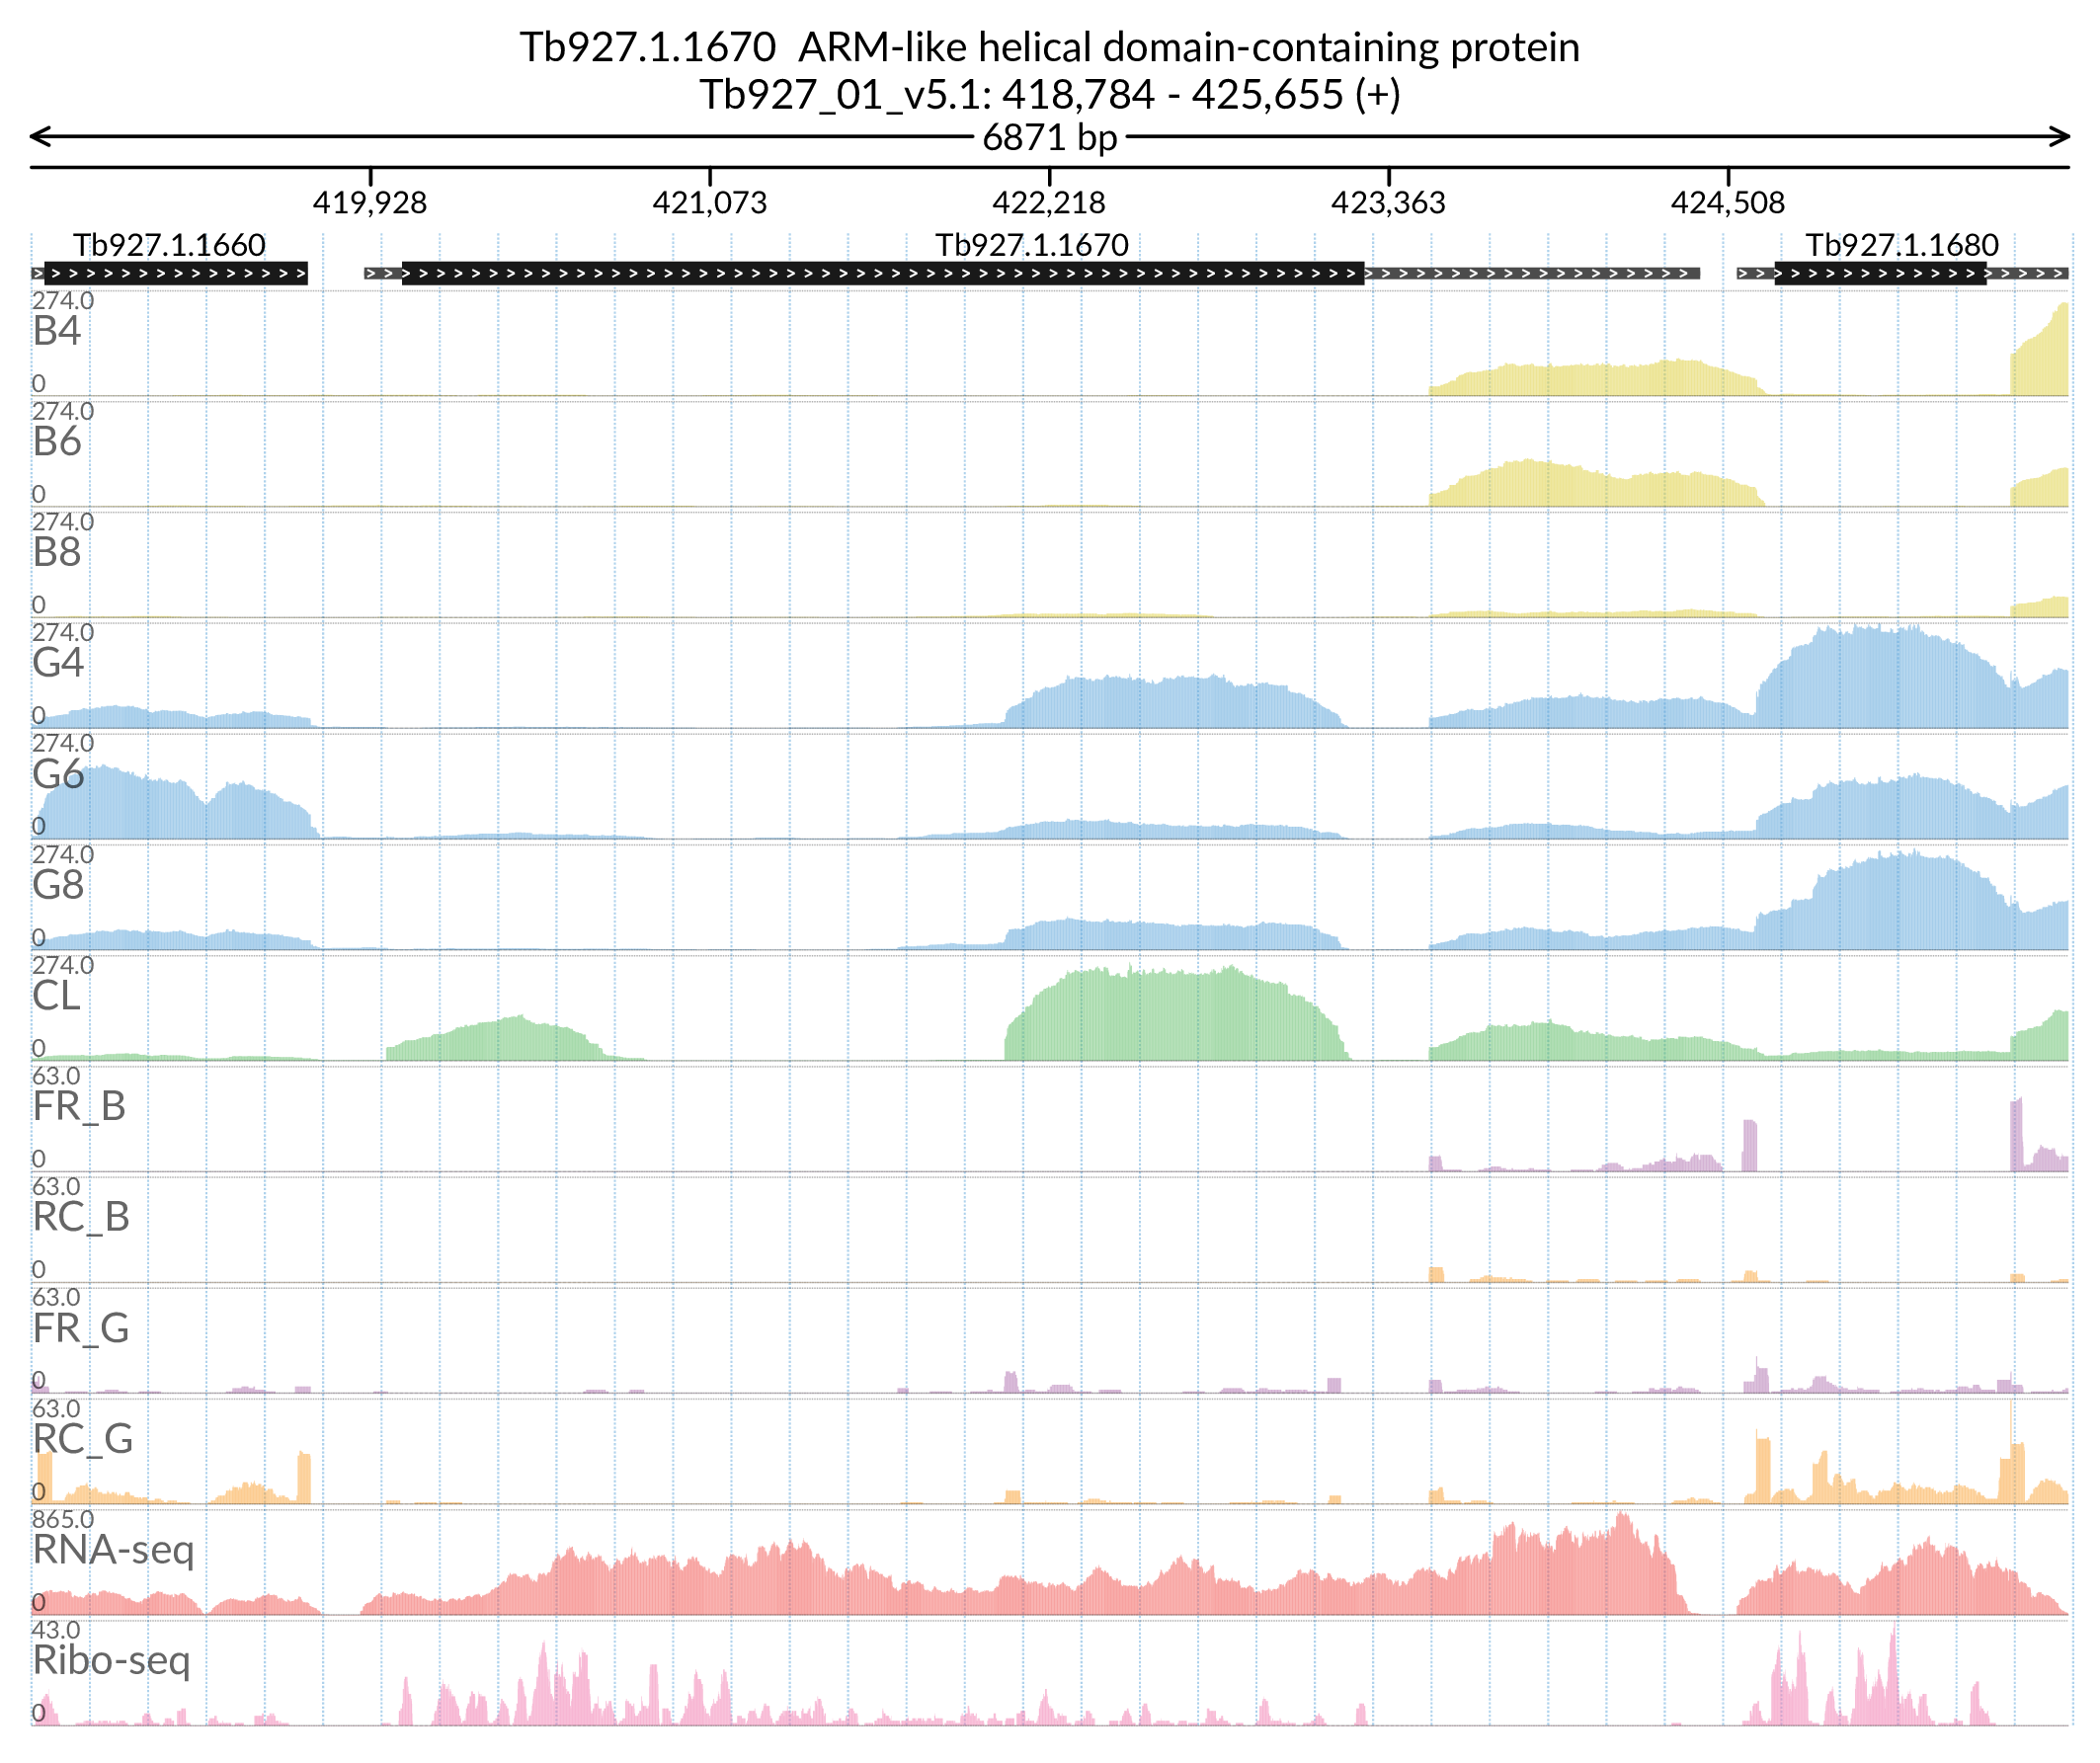 Tb927.1.1670  ARM-like helical domain-containing protein
Tb927_01_v5.1: 418,784 - 425,655 (+)
6871 bp
419,928 421,073 422,218 423,363 424,508
Tb927.1.1660 Tb927.1.1670 Tb927.1.1680
274.0
B4
0
274.0
B6
0
274.0
B8
0
274.0
G4
0
274.0
G6
0
274.0
G8
0
274.0
CL
0
63.0
FR_B
0
63.0
RC_B
0
63.0
FR_G
0
63.0
RC_G
0
865.0
RNA-seq
0
43.0
Ribo-seq
0